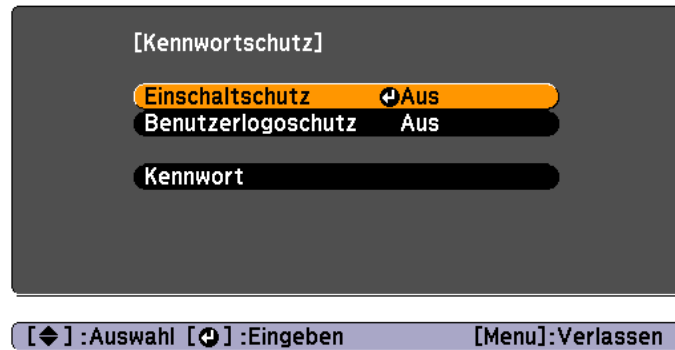 [Kennwortschutz]
Einschaltschutz Aus
Benutzerlogoschutz Aus
Kennwort
[◆] :Auswahl [↵] :Eingeben [Menu]:Verlassen